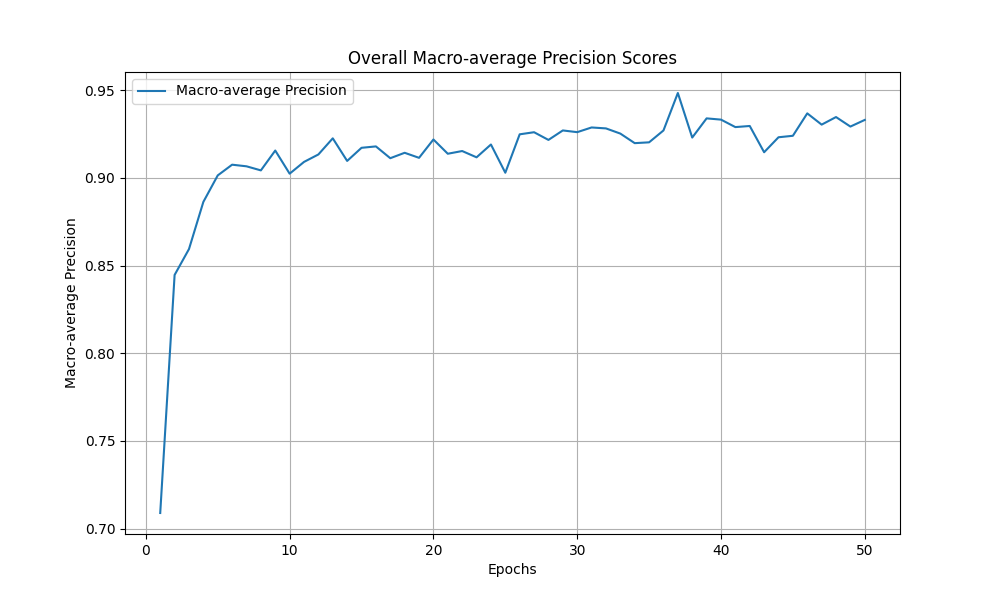 Overall Macro-average Precision Scores
Macro-average Precision
0.95
0.90
0.85
0.80
0.75
0.70
Macro-average Precision
0 10 20 30 40 50
Epochs